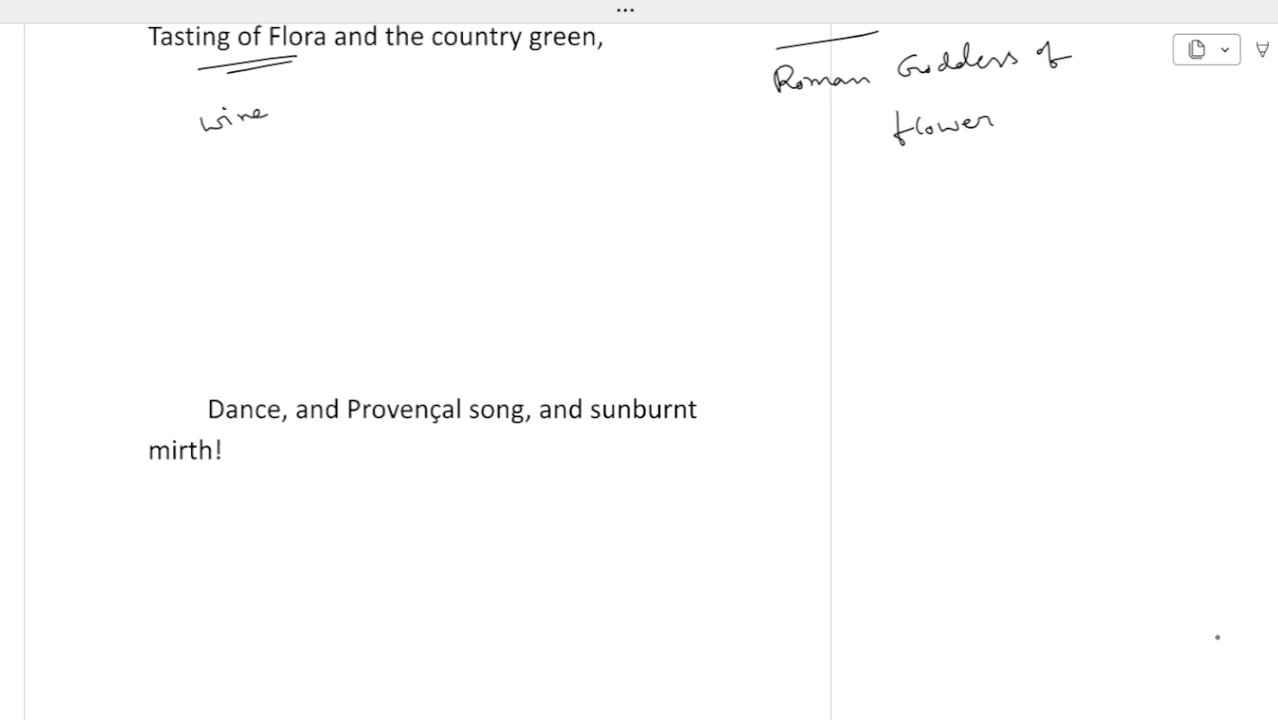 Tasting of Flora and the country green,
Roman Goddess of
wine
flower
Dance, and Provençal song, and sunburnt
mirth!